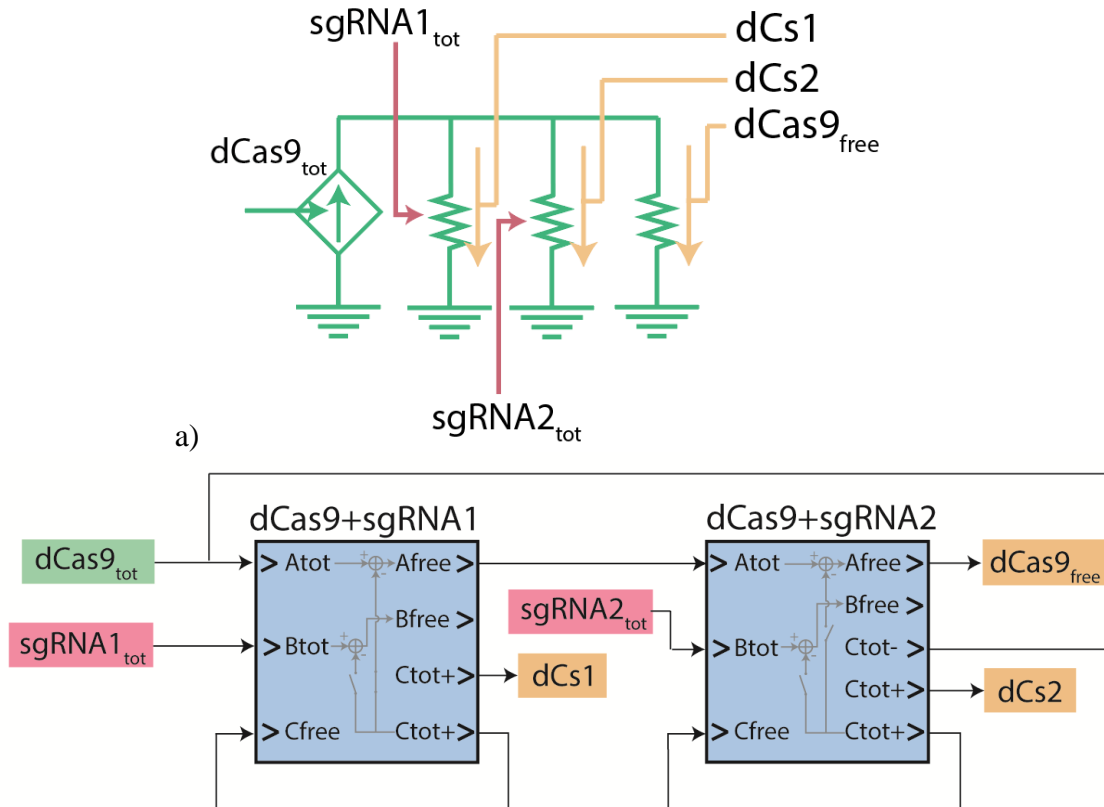 sgRNA1tot
dCs1
dCs2
dCas9free
dCas9tot
sgRNA2tot
a)
dCas9+sgRNA1
dCas9+sgRNA2
dCas9tot
> Atot + - Afree >
> Atot + - Afree >
dCas9free
sgRNA1tot
> Btot + - Bfree >
sgRNA2tot
> Btot + - Bfree >
Ctot- >
Ctot+ >
dCs1
Ctot+ >
dCs2
> Cfree Ctot+ >
> Cfree Ctot+ >